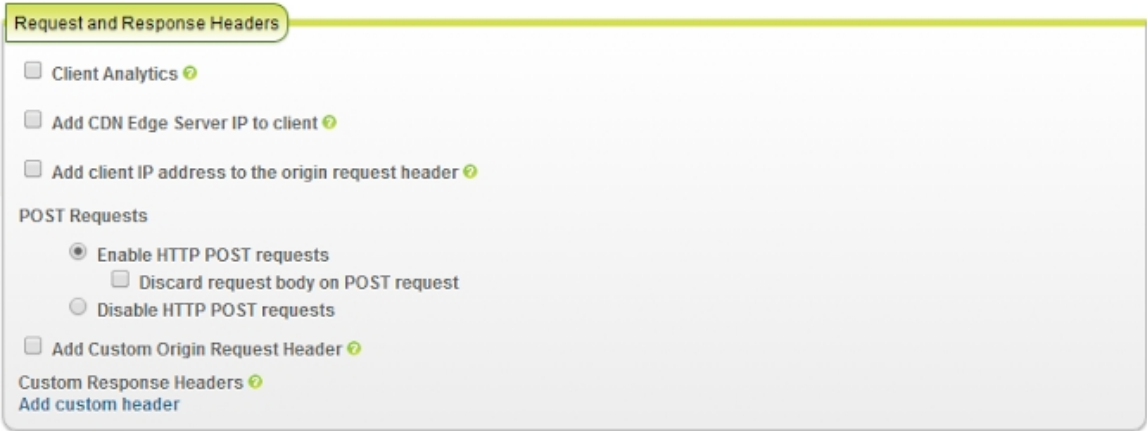 Request and Response Headers
Client Analytics
Add CDN Edge Server IP to client
Add client IP address to the origin request header
POST Requests
Enable HTTP POST requests
Discard request body on POST request
Disable HTTP POST requests
Add Custom Origin Request Header
Custom Response Headers
Add custom header